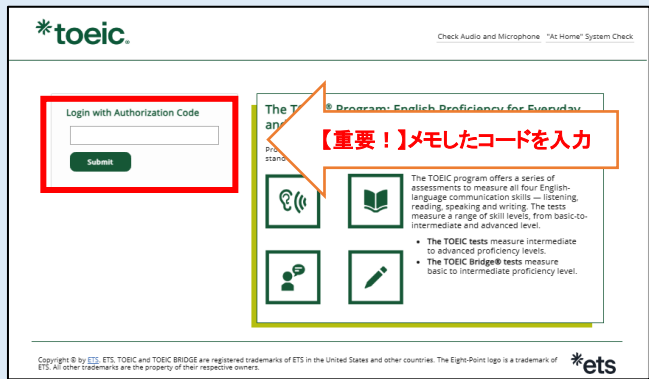 *toeic®
Check Audio and Microphone "At Home" System Check
Login with Authorization Code
Submit
The ® Program: English Proficiency for Everyday
an
【重要！】メモしたコードを入力
Pro
stand
The TOEIC program offers a series of
assessments to measure all four English-
language communication skills — listening,
reading, speaking and writing. The tests
measure a range of skill levels, from basic-to-
intermediate and advanced level.
• The TOEIC tests measure intermediate
to advanced proficiency levels.
• The TOEIC Bridge® tests measure
basic to intermediate proficiency level.
Copyright © by ETS. ETS, TOEIC and TOEIC BRIDGE are registered trademarks of ETS in the United States and other countries. The Eight-Point logo is a trademark of
ETS. All other trademarks are the property of their respective owners.
*ets